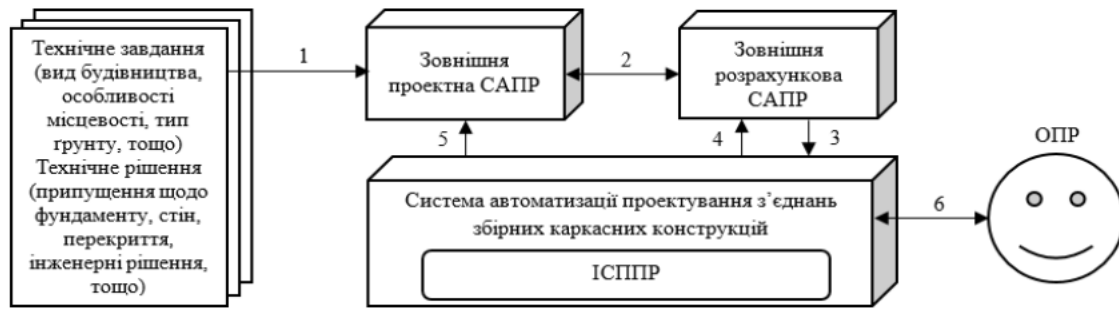 Технічне завдання
(вид будівництва,
особливості
місцевості, тип
ґрунту, тощо)
Технічне рішення
(припущення щодо
фундаменту, стін,
перекриття,
інженерні рішення,
тощо)
1
Зовнішня
проектна САПР
2
Зовнішня
розрахункова
САПР
5
4
3
Система автоматизації проектування з’єднань
збірних каркасних конструкцій
ІСППР
6
ОПР